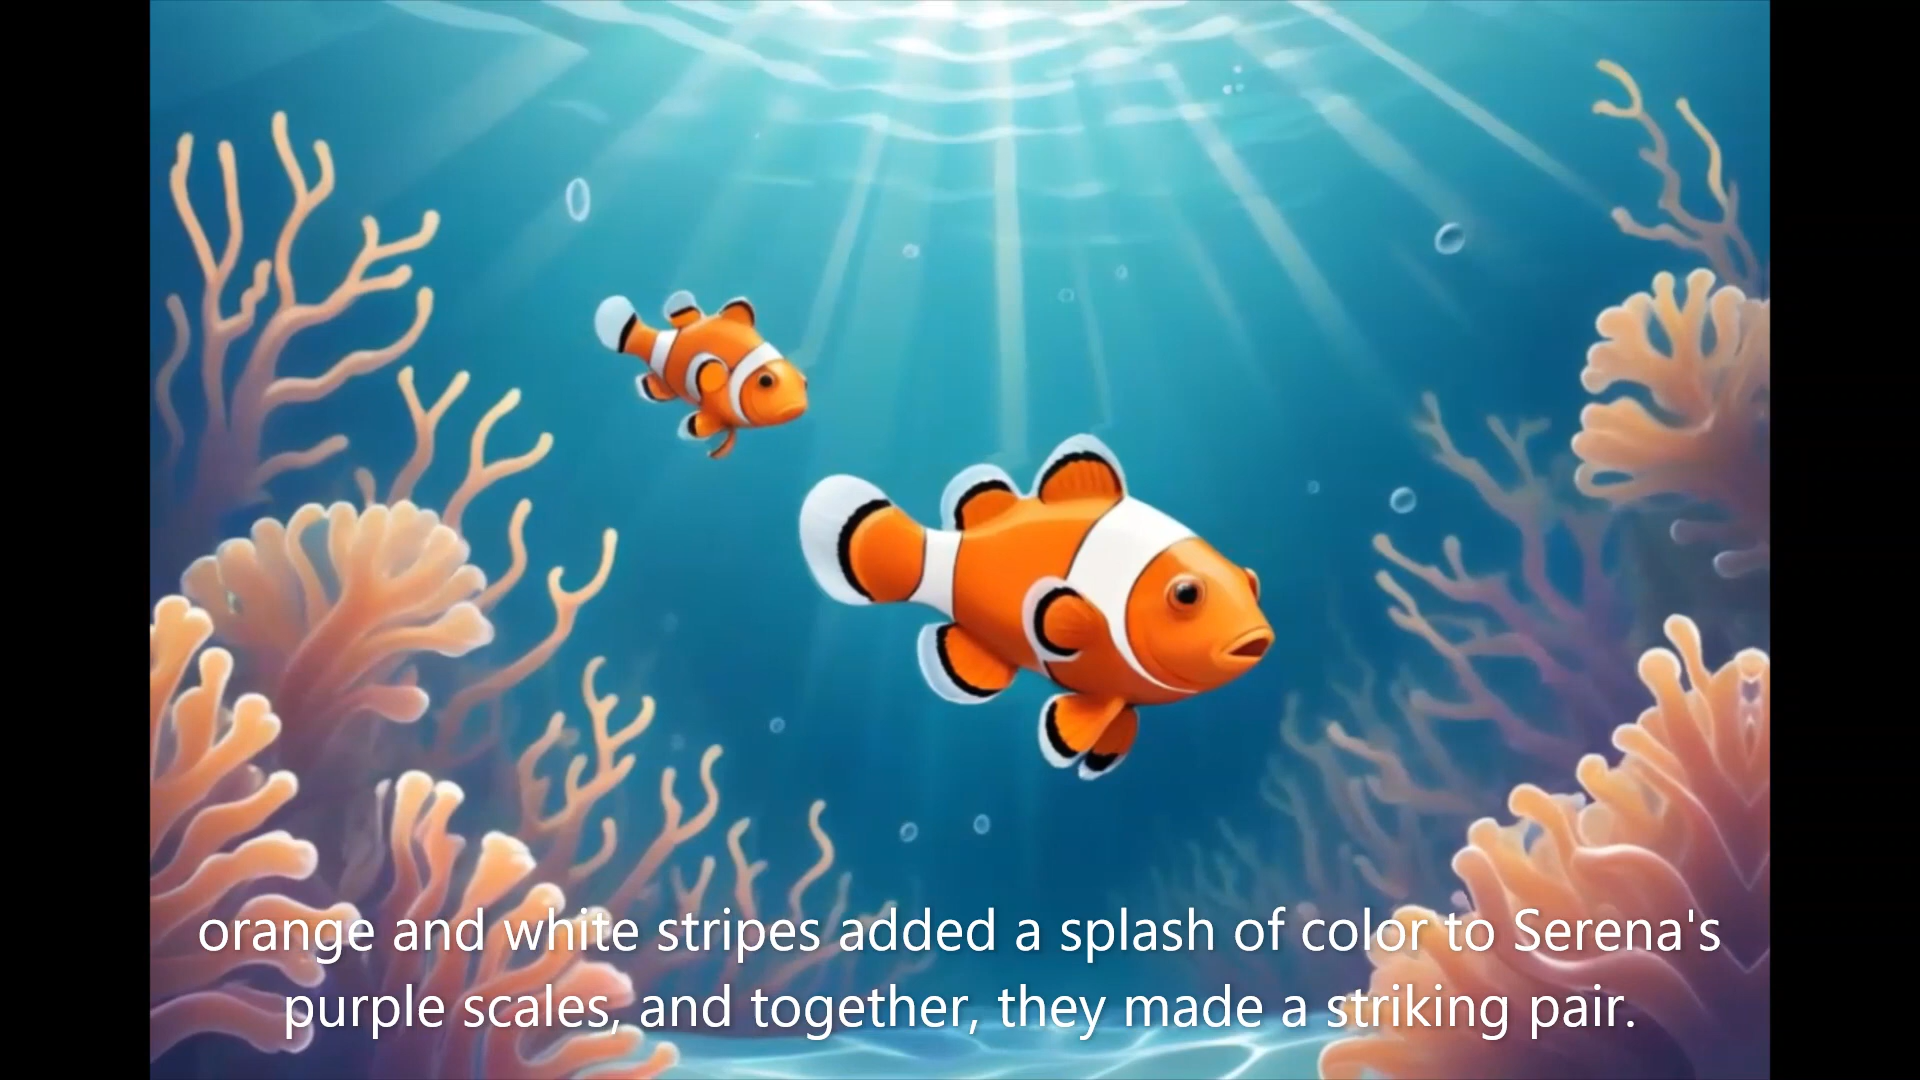 orange and white stripes added a splash of color to Serena's
purple scales, and together, they made a striking pair.